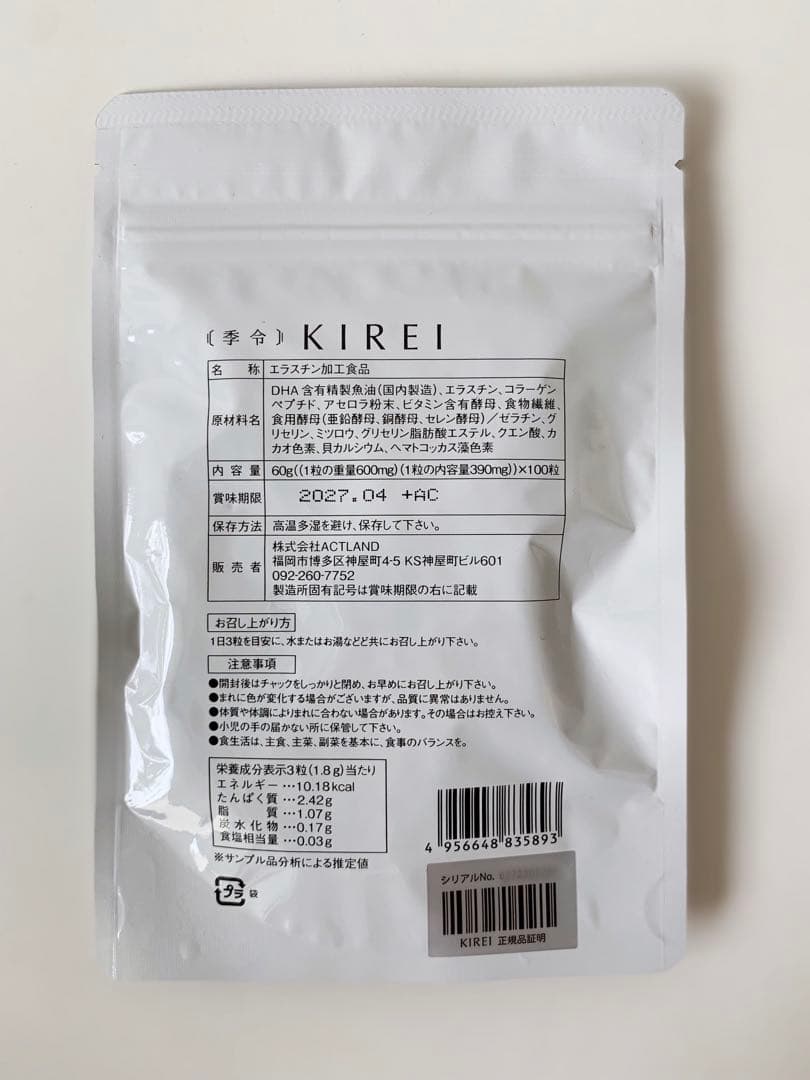 〔季令〕 KIREI
名 称 エラスチン加工食品
原材料名 DHA含有精製魚油(国内製造)、エラスチン、コラーゲン
ペプチド、アセロラ粉末、ビタミン含有酵母、食物繊維、
食用酵母(亜鉛酵母、銅酵母、セレン酵母)／ゼラチン、グ
リセリン、ミツロウ、グリセリン脂肪酸エステル、クエン酸、カ
カオ色素、貝カルシウム、ヘマトコッカス藻色素
内容量 60g((1粒の重量600mg)(1粒の内容量390mg))×100粒
賞味期限 2027.04 +AC
保存方法 高温多湿を避け、保存して下さい。
販売者 株式会社ACTLAND
福岡市博多区神屋町4-5 KS神屋町ビル601
092-260-7752
製造所固有記号は賞味期限の右に記載
お召し上がり方
1日3粒を目安に、水またはお湯などと共にお召し上がり下さい。
注意事項
●開封後はチャックをしっかりと閉め、お早めにお召し上がり下さい。
●まれに色が変化する場合がございますが、品質に異常はありません。
●体質や体調によりまれに合わない場合があります。その場合はお控え下さい。
●小児の手の届かない所に保管して下さい。
●食生活は、主食、主菜、副菜を基本に、食事のバランスを。
栄養成分表示3粒(1.8g)当たり
エネルギー…10.18kcal
たんぱく質…2.42g
脂 質…1.07g
炭水化物…0.17g
食塩相当量…0.03g
※サンプル品分析による推定値
プラ 袋
4 956648 835893
シリアルNo.
KIREI 正規品証明